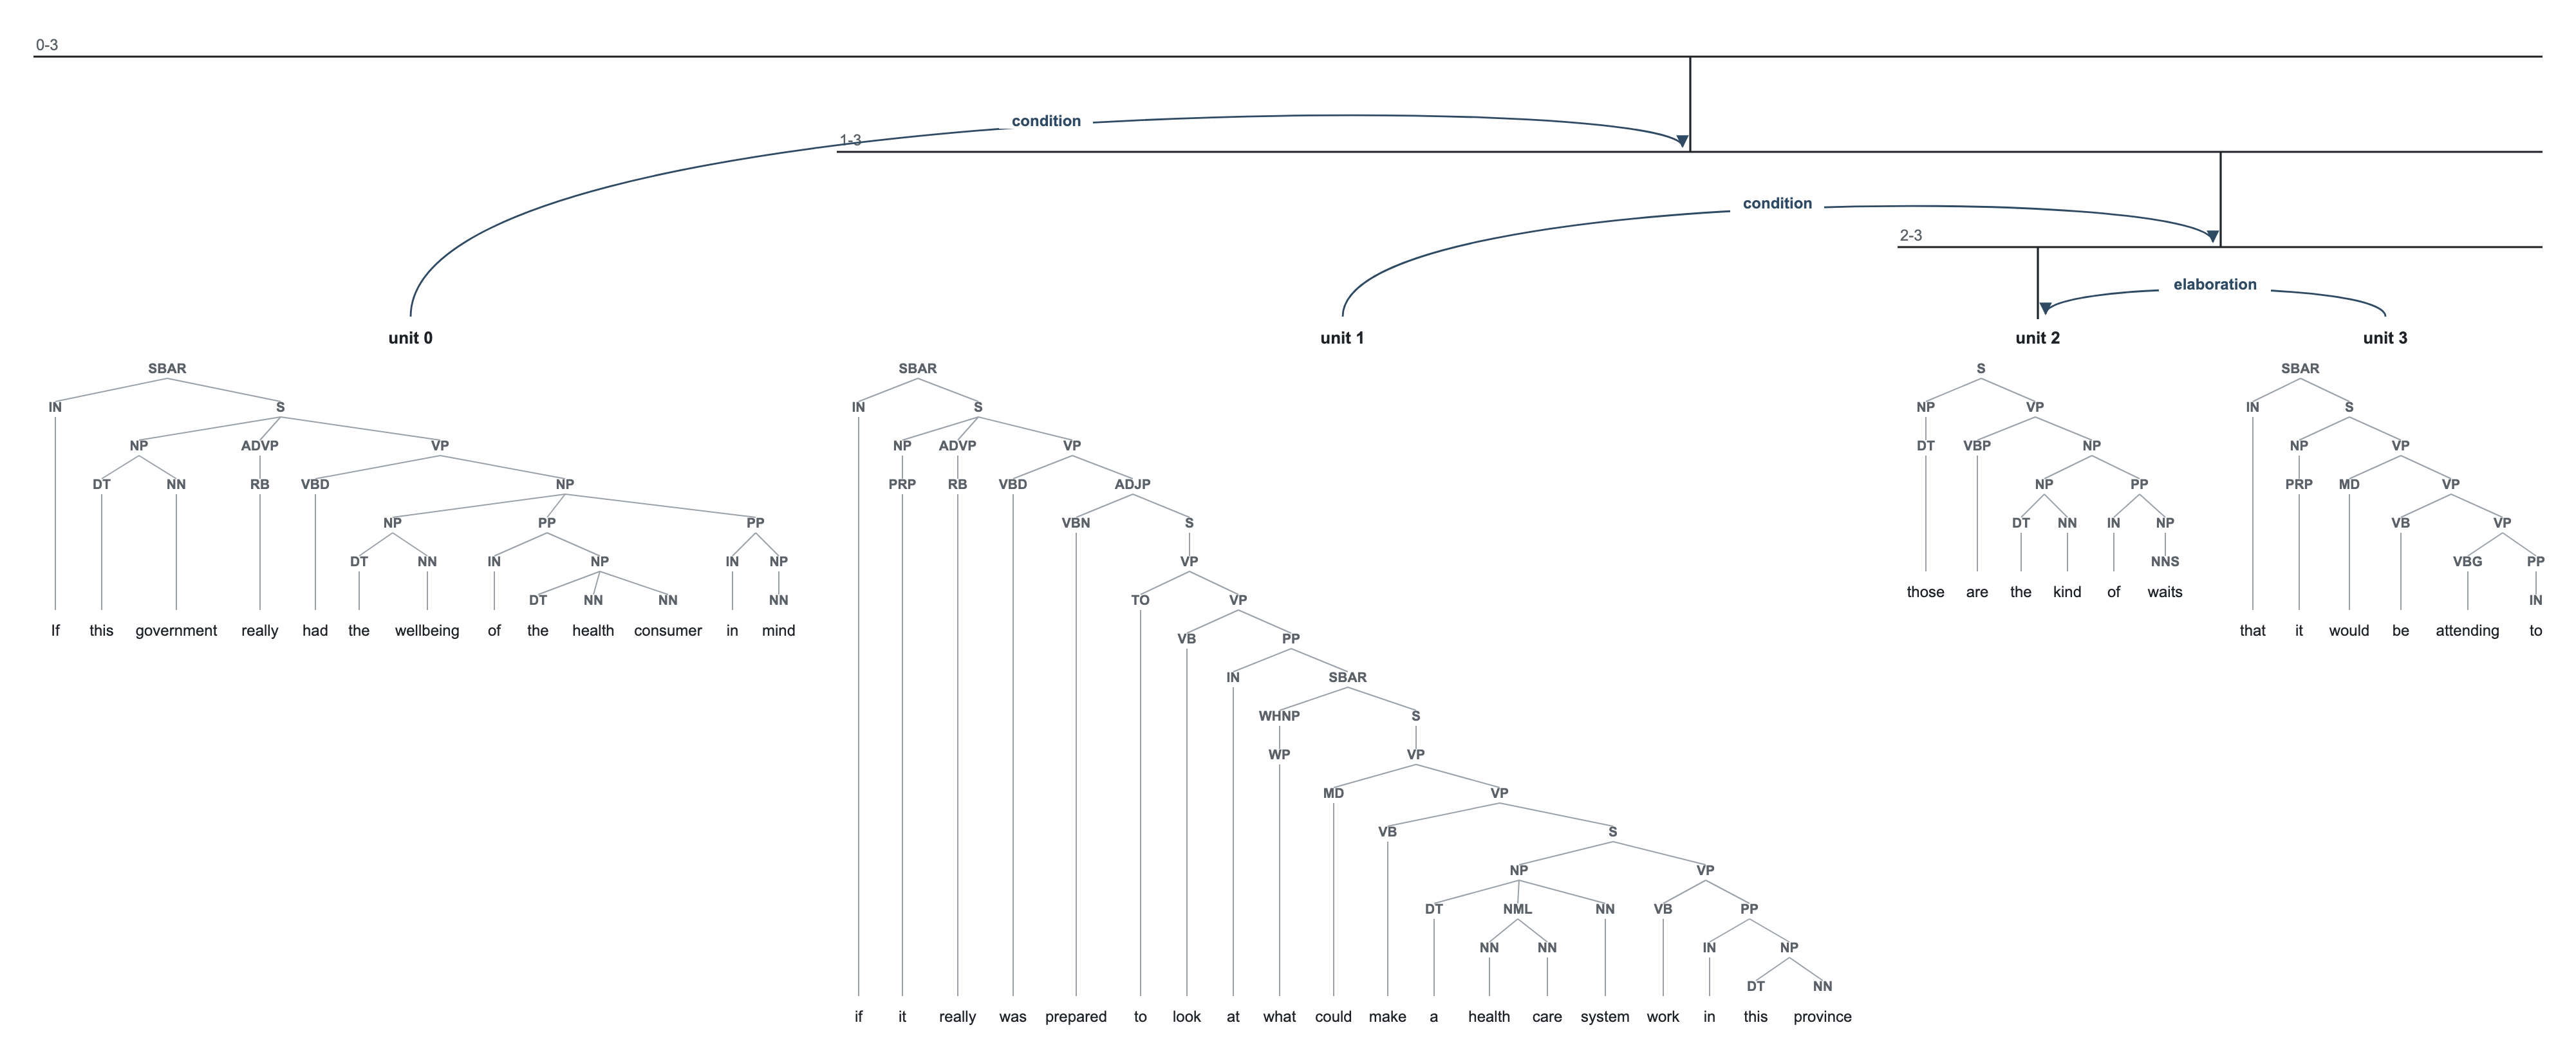 0-3
condition
1-3
condition
2-3
elaboration
unit 0 unit 1 unit 2 unit 3
SBAR SBAR S SBAR
IN S IN S NP VP IN S
NP ADVP VP NP ADVP VP DT VBP NP NP VP
DT NN RB VBD NP PRP RB VBD ADJP NP PP PRP MD VP
NP PP PP VBN S DT NN IN NP VB VP
DT NN IN NP IN NP VP NNS VBG PP
those are the kind of waits
DT NN NN NN TO VP IN
If this government really had the wellbeing of the health consumer in mind that it would be attending to
VB PP
IN SBAR
WHNP S
WP VP
MD VP
VB S
NP VP
DT NML NN VB PP
NN NN IN NP
DT NN
if it really was prepared to look at what could make a health care system work in this province